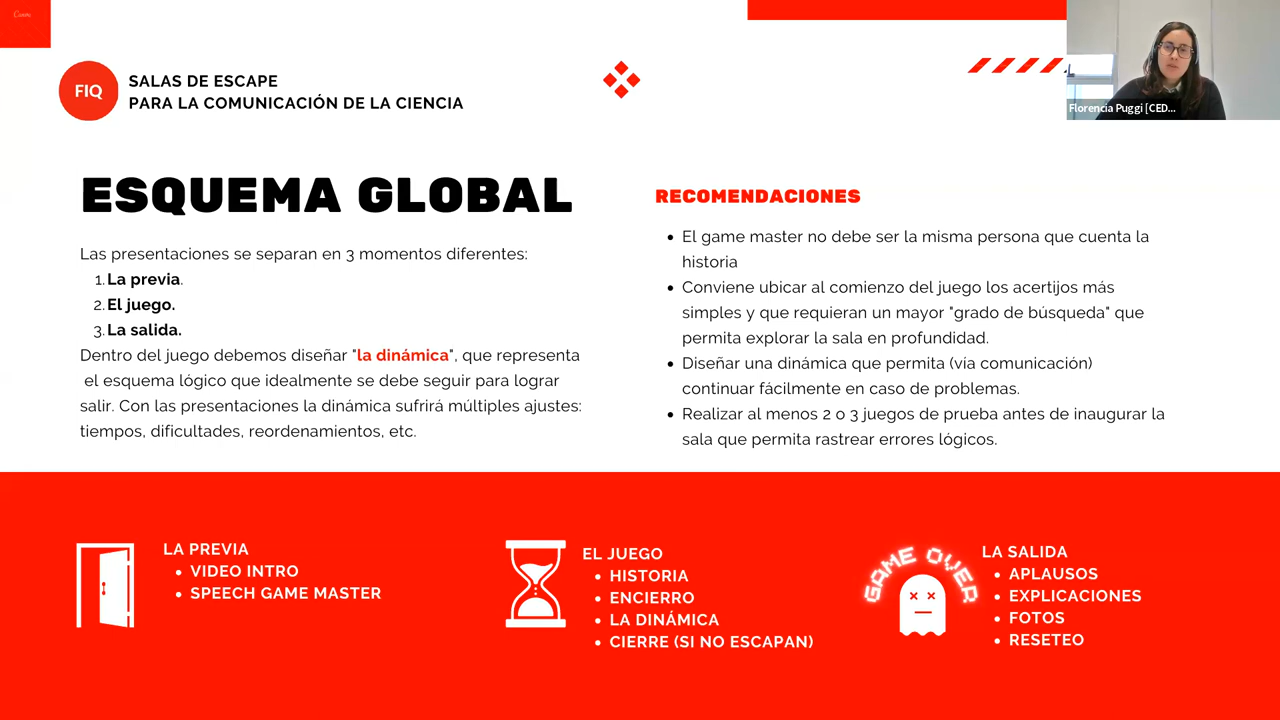 Canva
FIQ
SALAS DE ESCAPE
PARA LA COMUNICACIÓN DE LA CIENCIA
Florencia Puggi [CED...
ESQUEMA GLOBAL
Las presentaciones se separan en 3 momentos diferentes:
1. La previa.
2. El juego.
3. La salida.
Dentro del juego debemos diseñar "la dinámica", que representa
el esquema lógico que idealmente se debe seguir para lograr
salir. Con las presentaciones la dinámica sufrirá múltiples ajustes:
tiempos, dificultades, reordenamientos, etc.
RECOMENDACIONES
• El game master no debe ser la misma persona que cuenta la
historia
• Conviene ubicar al comienzo del juego los acertijos más
simples y que requieran un mayor "grado de búsqueda" que
permita explorar la sala en profundidad.
• Diseñar una dinámica que permita (via comunicación)
continuar fácilmente en caso de problemas.
• Realizar al menos 2 o 3 juegos de prueba antes de inaugurar la
sala que permita rastrear errores lógicos.
LA PREVIA
• VIDEO INTRO
• SPEECH GAME MASTER
EL JUEGO
• HISTORIA
• ENCIERRO
• LA DINÁMICA
• CIERRE (SI NO ESCAPAN)
GAME OVER
LA SALIDA
• APLAUSOS
• EXPLICACIONES
• FOTOS
• RESETEO